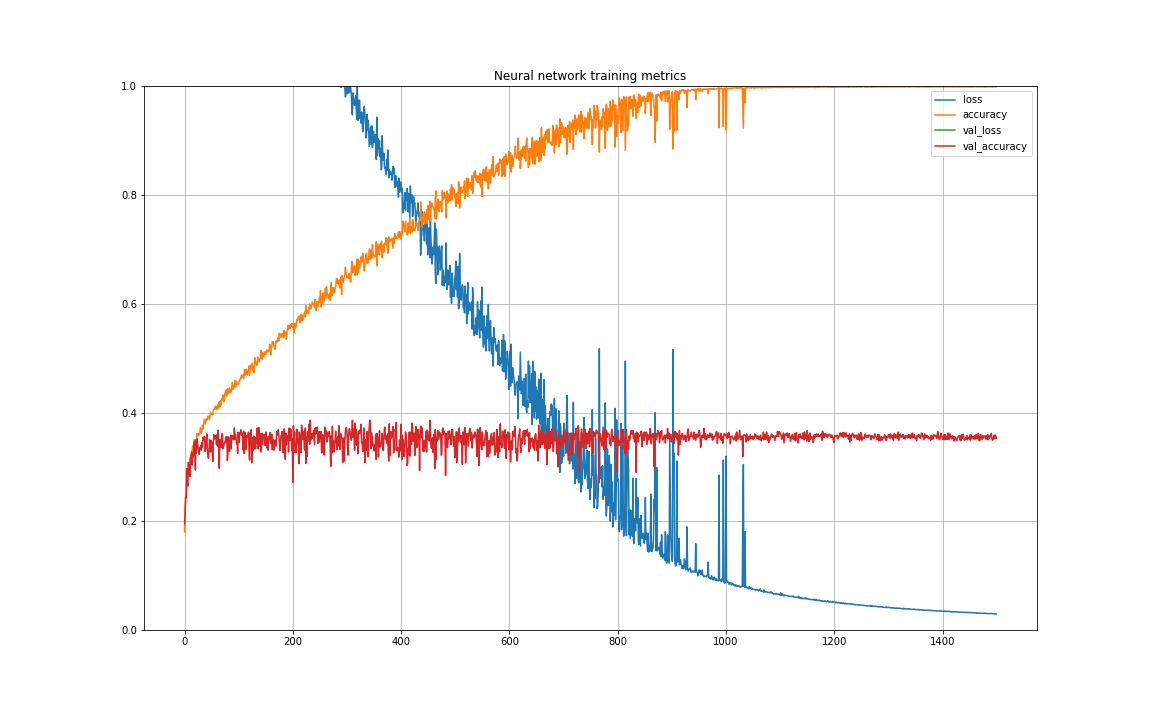 Neural network training metrics
1.0
loss
accuracy
val_loss
val_accuracy
0.8
0.6
0.4
0.2
0.0
0 200 400 600 800 1000 1200 1400